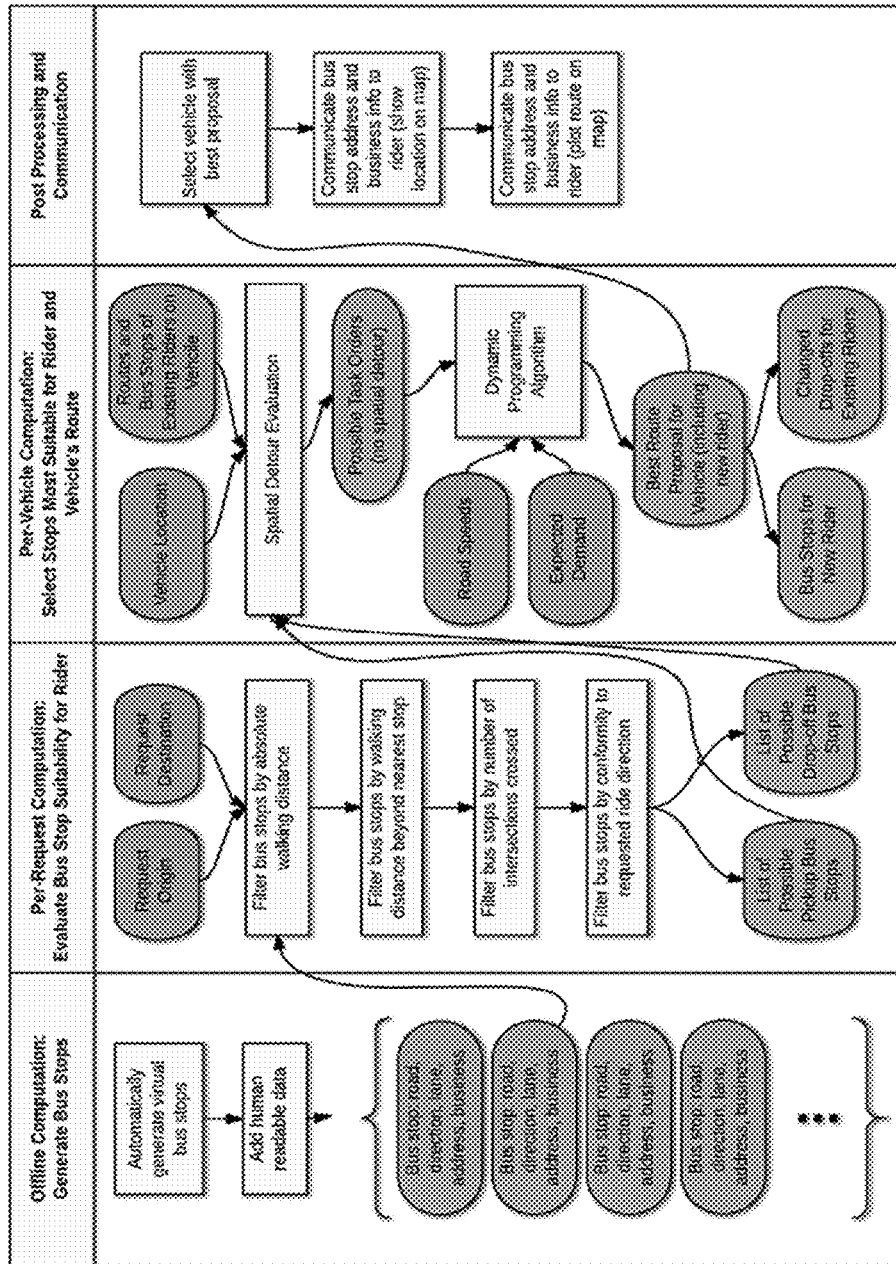 Offline Computation:
Generate Bus Stops
Automatically
generate virtual
bus stops
Add human
readable data
Bus stop: road,
direction, lane,
address, business
Bus stop: road,
direction, lane,
address, business
Bus stop: road,
direction, lane,
address, business
Bus stop: road,
direction, lane,
address, business
Per-Request Computation:
Evaluate Bus Stop Suitability for Rider
Request
Origin
Request
Destination
Filter bus stops by absolute
walking distance
Filter bus stops by walking
distance beyond nearest stop
Filter bus stops by number of
intersections crossed
Filter bus stops by conformity to
requested ride direction
List of
Possible
Pickup Bus
Stops
List of
Possible
Drop-off Bus
Stops
Per-Vehicle Computation:
Select Stops Most Suitable for Rider and
Vehicle's Route
Vehicle Location
Routes and
Bus Stops of
Existing Riders on
Vehicle
Spatial Detour Evaluation
Possible Task Orders
(no spatial detour)
Road Speeds
Expected
Demand
Dynamic
Programming
Algorithm
Best Route
Proposal for
Vehicle (including
new rider)
Bus Stops for
New Rider
Changed
Drop-offs for
Existing Riders
Post Processing and
Communication
Select vehicle with
best proposal
Communicate bus
stop address and
business info to
rider (show
location on map)
Communicate bus
stop address and
business info to
rider (plot route on
map)